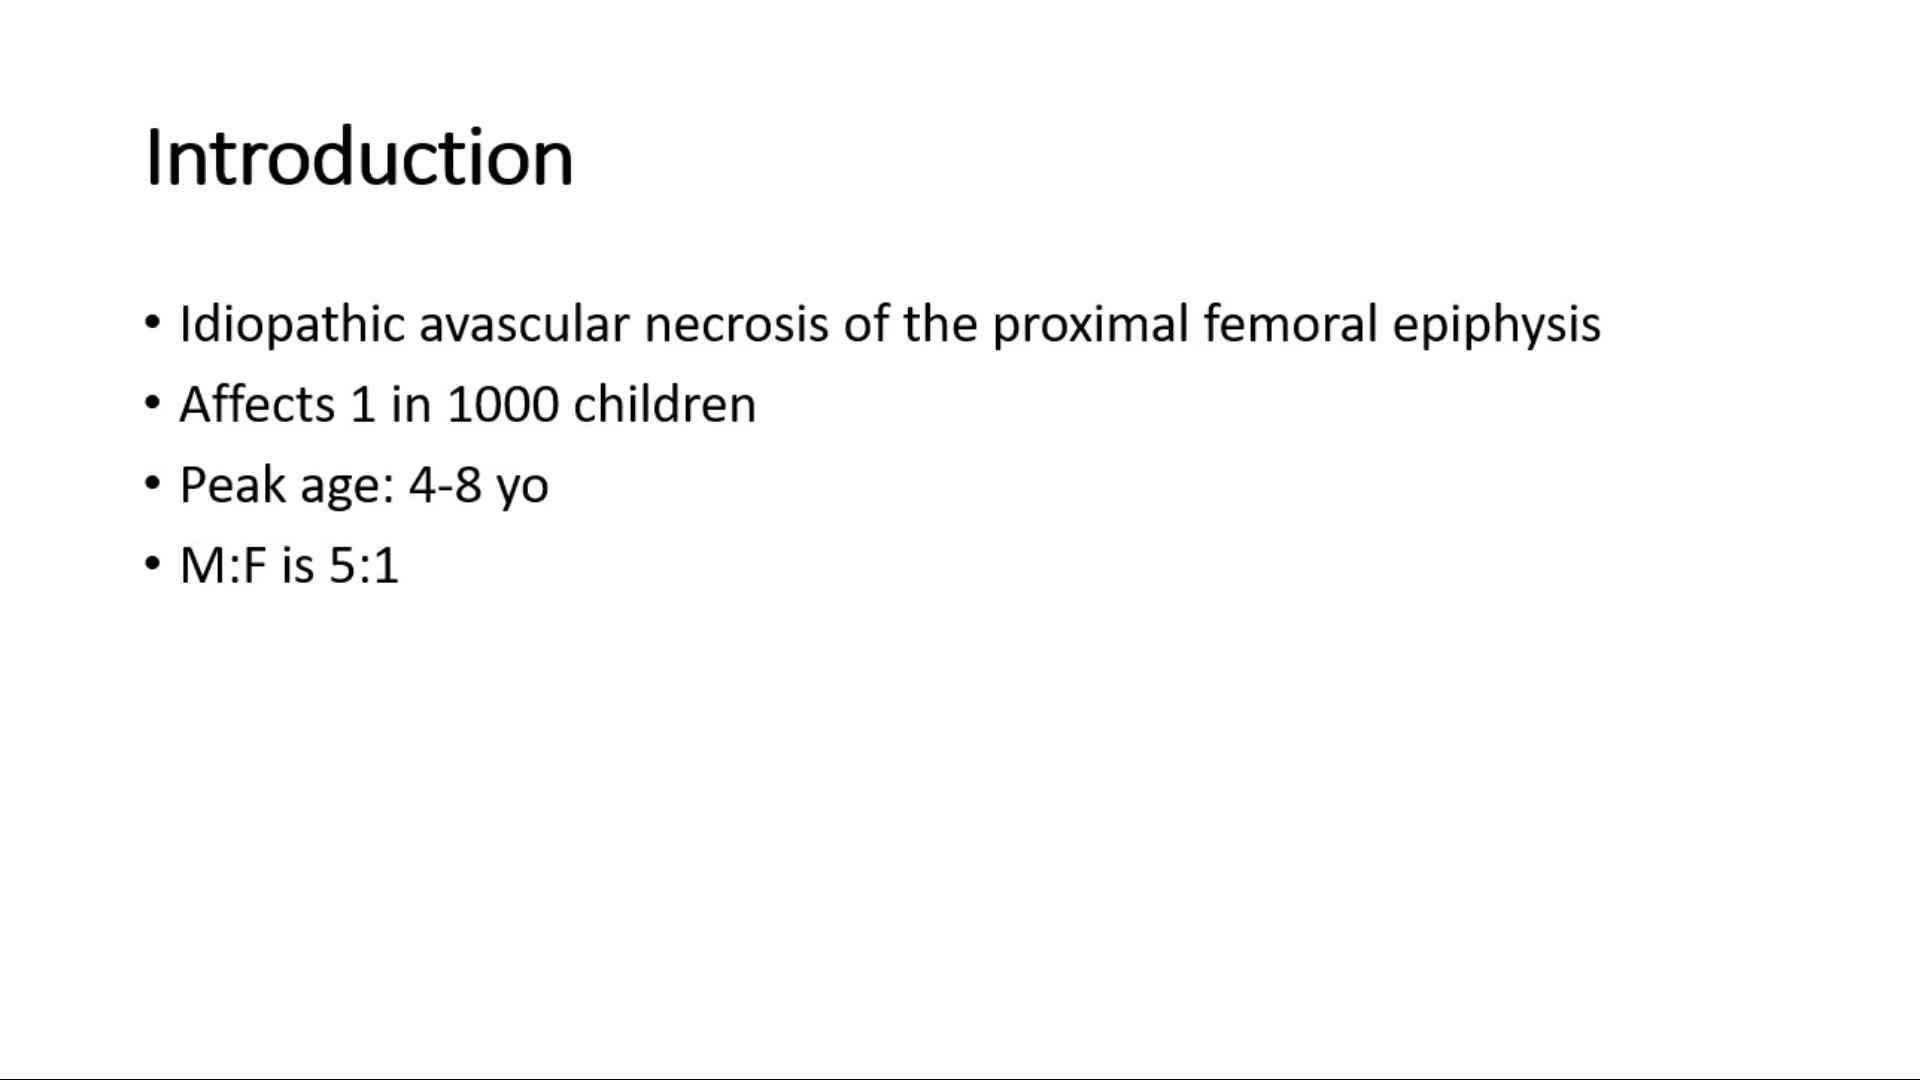 Introduction
• Idiopathic avascular necrosis of the proximal femoral epiphysis
• Affects 1 in 1000 children
• Peak age: 4-8 yo
• M:F is 5:1